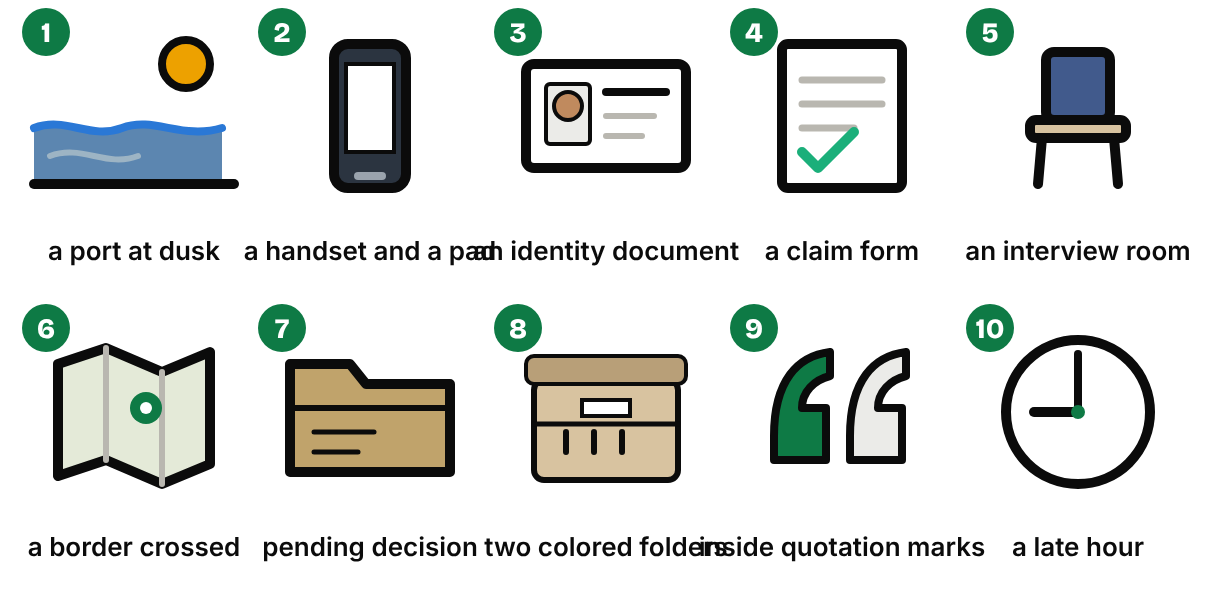 1
a port at dusk
2
a handset and a pad
3
an identity document
4
a claim form
5
an interview room
6
a border crossed
7
pending decision
8
two colored folders
9
inside quotation marks
10
a late hour